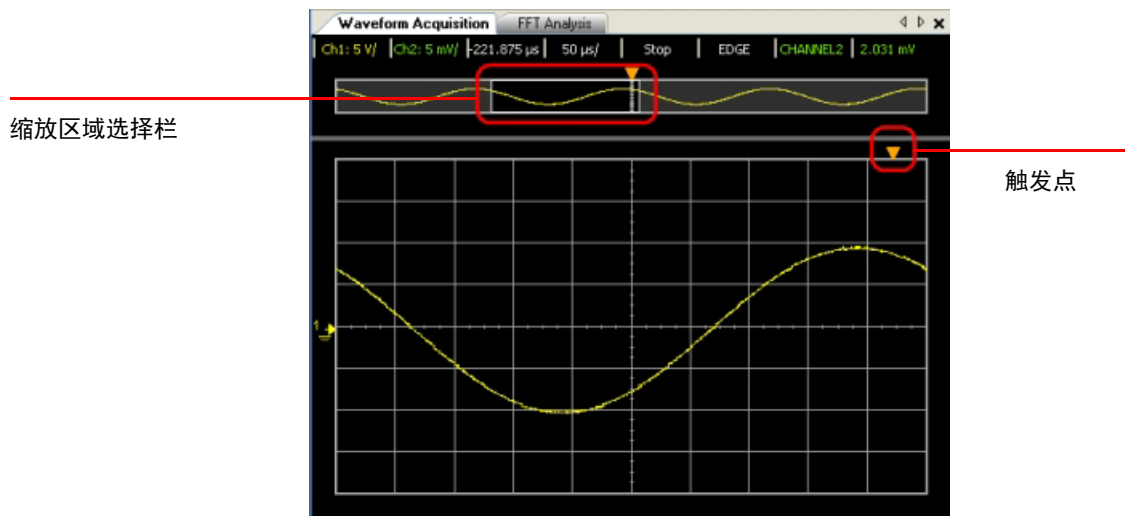 Waveform Acquisition FFT Analysis
Ch1: 5 V/ Ch2: 5 mV/ -221.875 µs 50 µs/ Stop EDGE CHANNEL2 2.031 mV
缩放区域选择栏
触发点
1